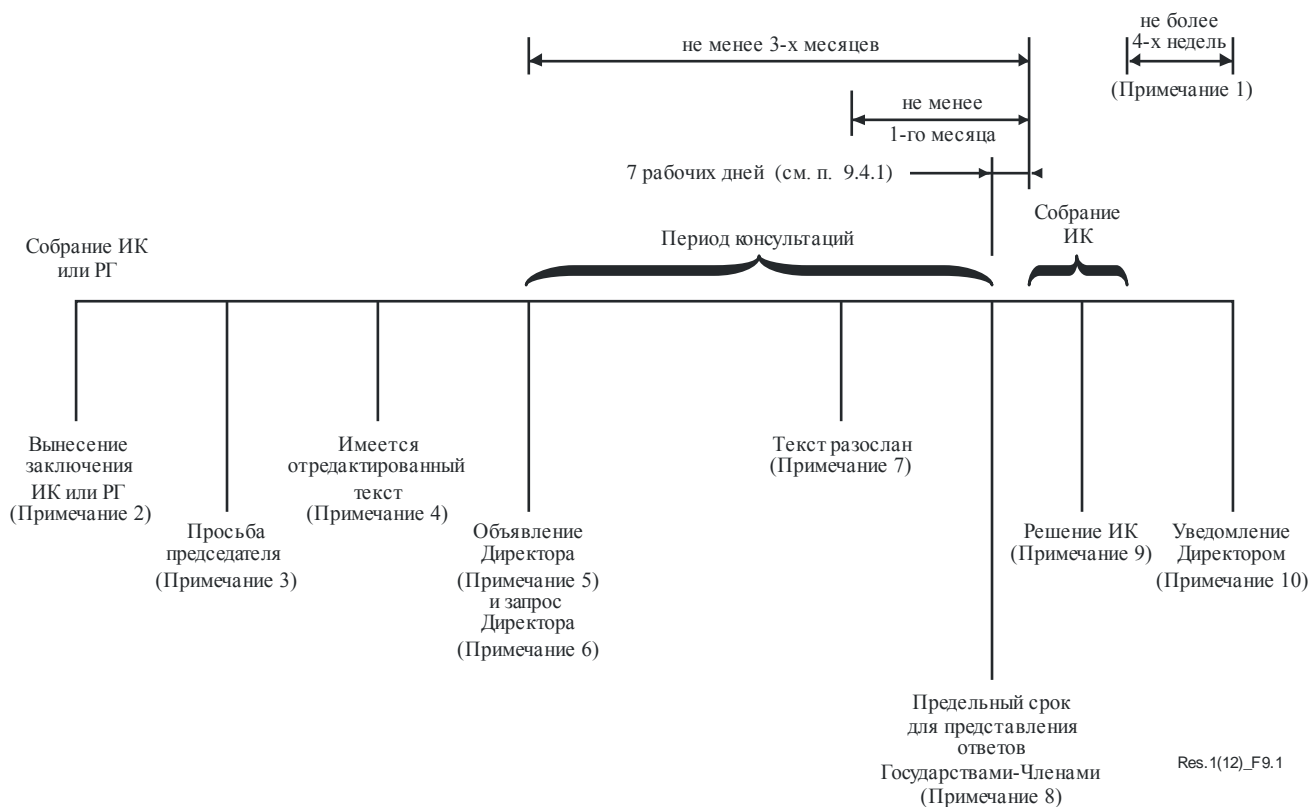 не более
4-х недель
(Примечание 1)
не менее 3-х месяцев
не менее
1-го месяца
7 рабочих дней (см. п. 9.4.1)
Собрание
ИК
Период консультаций
Собрание ИК
или РГ
Вынесение
заключения
ИК или РГ
(Примечание 2)
Просьба
председателя
(Примечание 3)
Имеется
отредактированный
текст
(Примечание 4)
Объявление
Директора
(Примечание 5)
и запрос
Директора
(Примечание 6)
Текст разослан
(Примечание 7)
Предельный срок
для представления
ответов
Государствами-Членами
(Примечание 8)
Решение ИК
(Примечание 9)
Уведомление
Директором
(Примечание 10)
Res.1(12)_F9.1